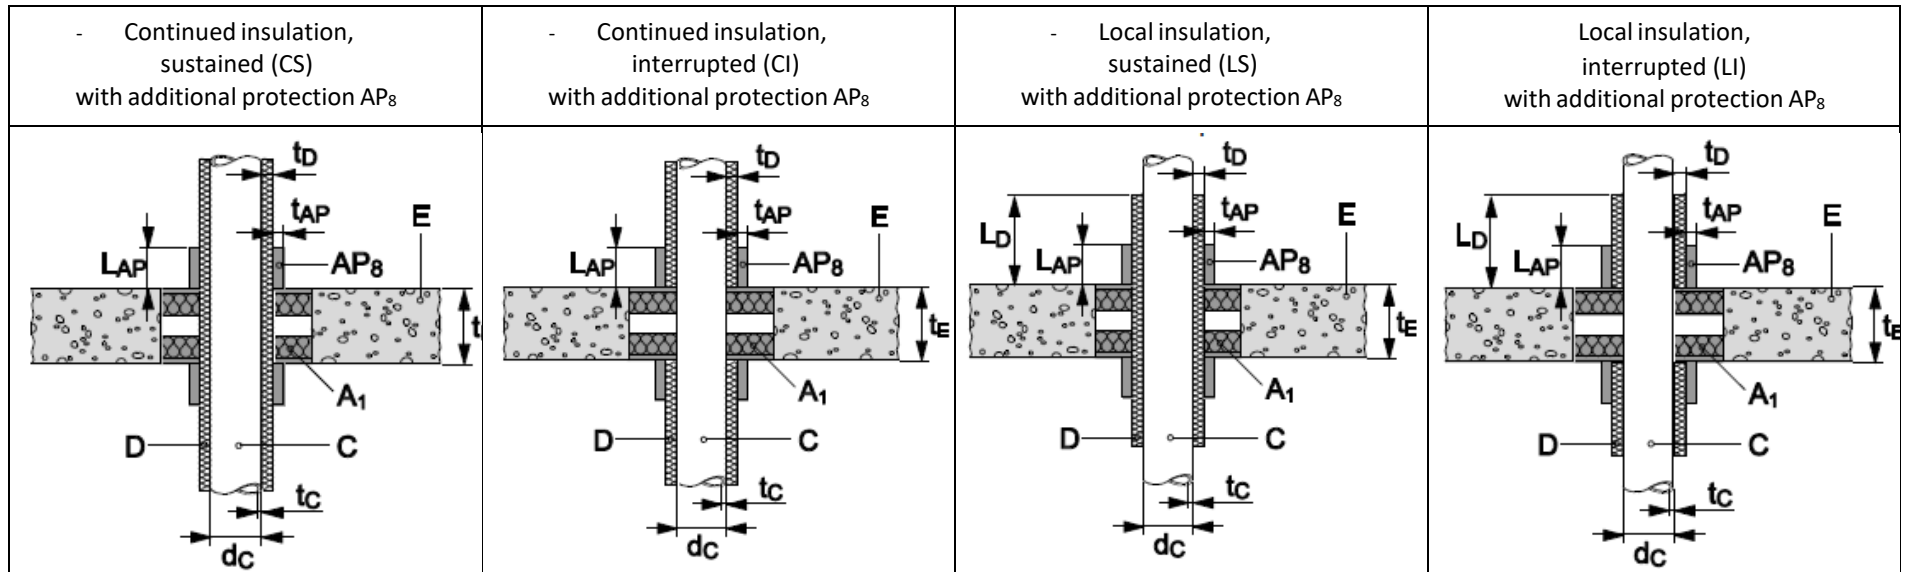 - Continued insulation,
sustained (CS)
with additional protection AP₈
- Continued insulation,
interrupted (CI)
with additional protection AP₈
- Local insulation,
sustained (LS)
with additional protection AP₈
Local insulation,
interrupted (LI)
with additional protection AP₈
tD
tAP
E
LAP
AP₈
t
A₁
D
C
tC
dC
tD
tAP
E
LAP
AP₈
tE
A₁
D
C
tC
dC
tD
tAP
E
LD
LAP
AP₈
tE
A₁
D
C
tC
dC
tD
tAP
E
LD
LAP
AP₈
tE
A₁
D
C
tC
dC